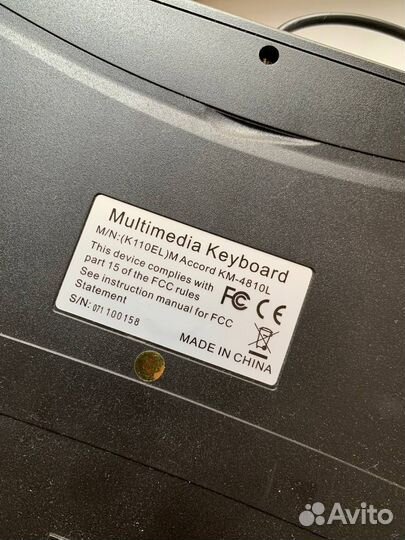 Multimedia Keyboard
M/N:(K110EL)M Accord KM-4810L
This device complies with
part 15 of the FCC rules
See instruction manual for FCC
Statement
S/N: 071100158
FC CE
MADE IN CHINA
Avito